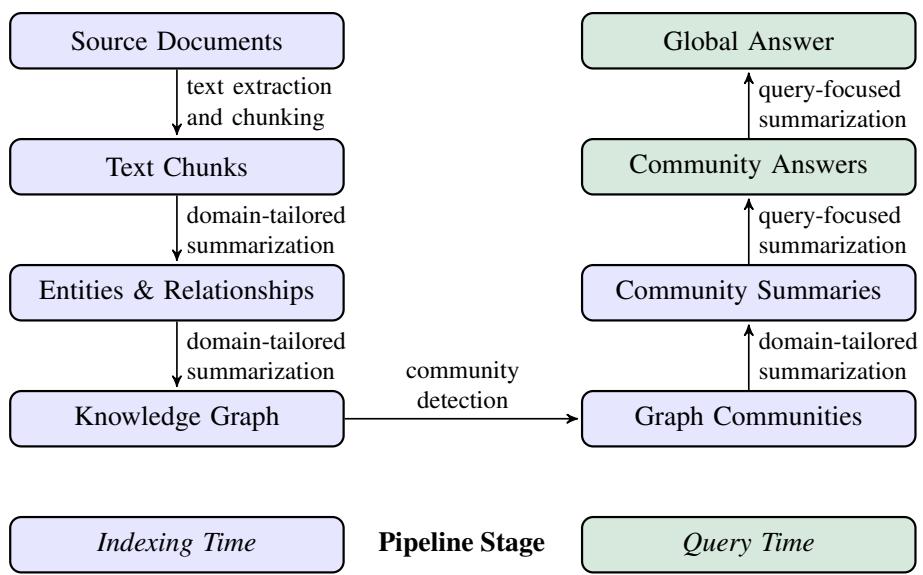 Source Documents
text extraction
and chunking
Text Chunks
domain-tailored
summarization
Entities & Relationships
domain-tailored
summarization
Knowledge Graph
community
detection
Graph Communities
domain-tailored
summarization
Community Summaries
query-focused
summarization
Community Answers
query-focused
summarization
Global Answer
Indexing Time
Pipeline Stage
Query Time